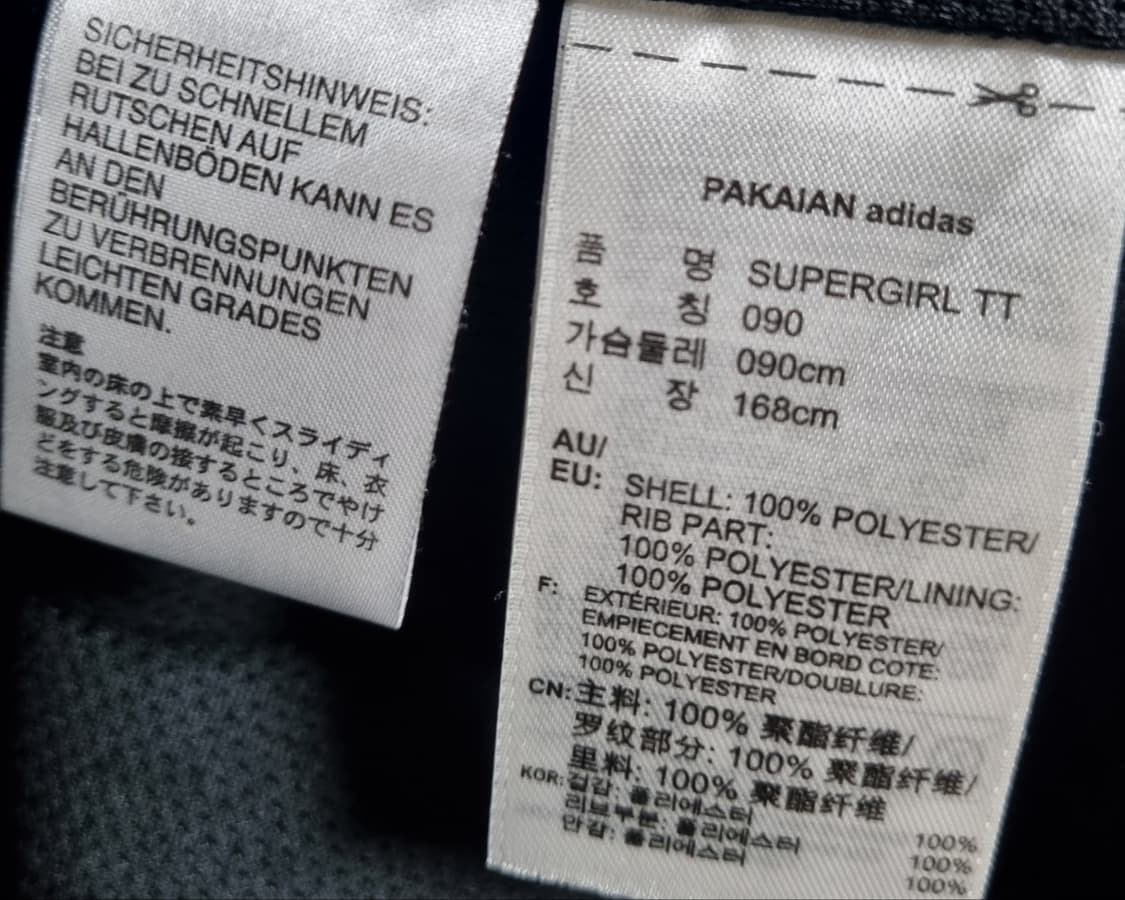 SICHERHEITSHINWEIS:
BEI ZU SCHNELLEM
RUTSCHEN AUF
HALLENBÖDEN KANN ES
AN DEN
BERÜHRUNGSPUNKTEN
ZU VERBRENNUNGEN
LEICHTEN GRADES
KOMMEN.
注意
室内の床の上で素早くスライディ
ングすると摩擦が起こり、床、衣
服及び皮膚の接するところでやけ
どをする危険がありますので十分
注意して下さい。
PAKAIAN adidas
품 명 SUPERGIRL TT
호 칭 090
가슴둘레 090cm
신 장 168cm
AU/
EU: SHELL: 100% POLYESTER/
RIB PART:
100% POLYESTER/LINING:
100% POLYESTER
F: EXTÉRIEUR: 100% POLYESTER/
EMPIECEMENT EN BORD COTE:
100% POLYESTER/DOUBLURE:
100% POLYESTER
CN: 主料: 100% 聚酯纤维/
罗纹部分: 100% 聚酯纤维/
里料: 100% 聚酯纤维
KOR: 겉감: 폴리에스터 100%
리브부분: 폴리에스터 100%
안감: 폴리에스터 100%